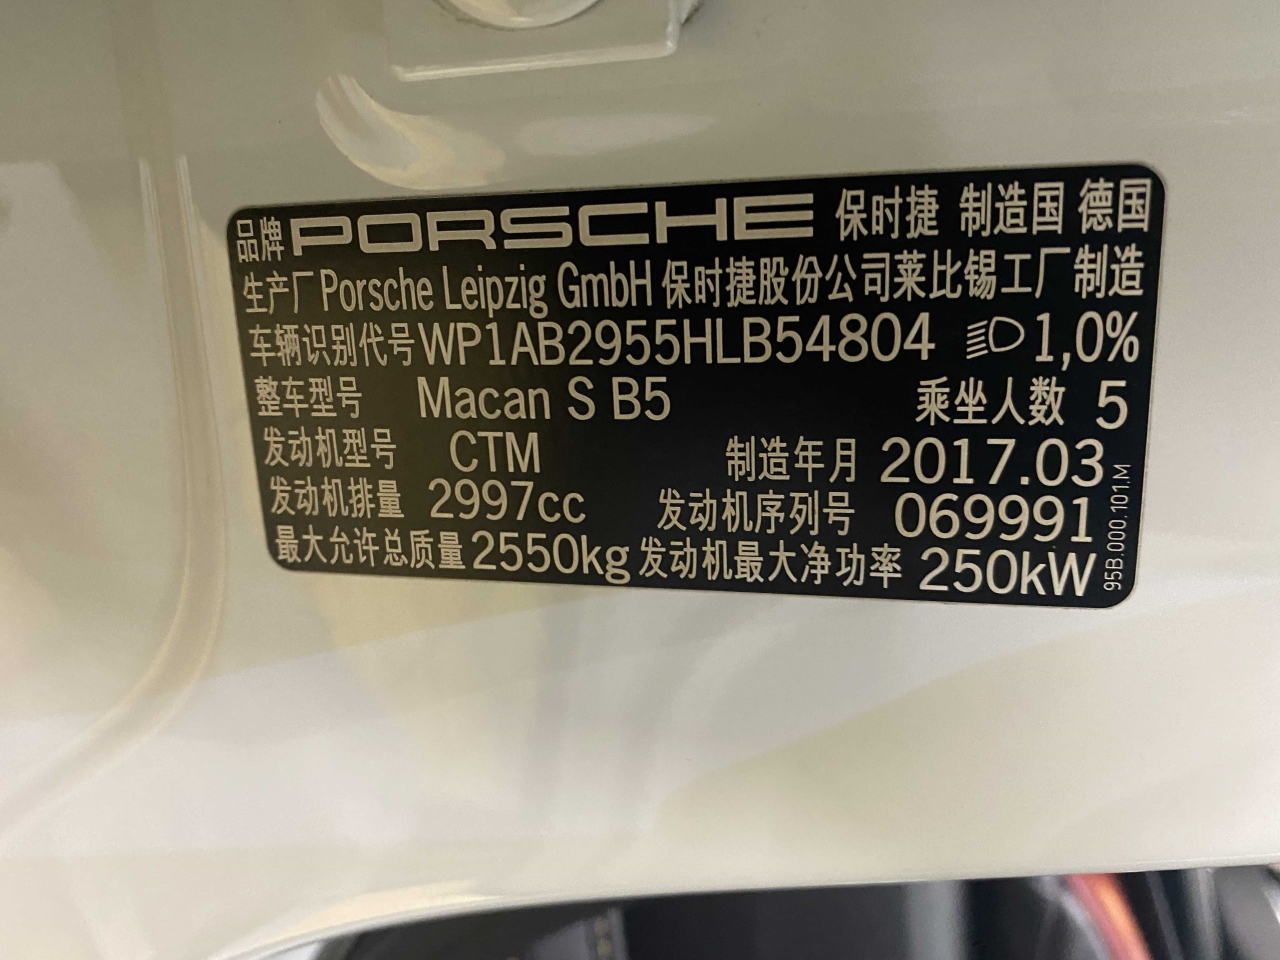 品牌 PORSCHE 保时捷 制造国 德国
生产厂 Porsche Leipzig GmbH 保时捷股份公司莱比锡工厂制造
车辆识别代号 WP1AB2955HLB54804 1,0%
整车型号 Macan S B5 乘坐人数 5
发动机型号 CTM 制造年月 2017.03
发动机排量 2997cc 发动机序列号 069991
最大允许总质量 2550kg 发动机最大净功率 250kW
95B.000.101.M